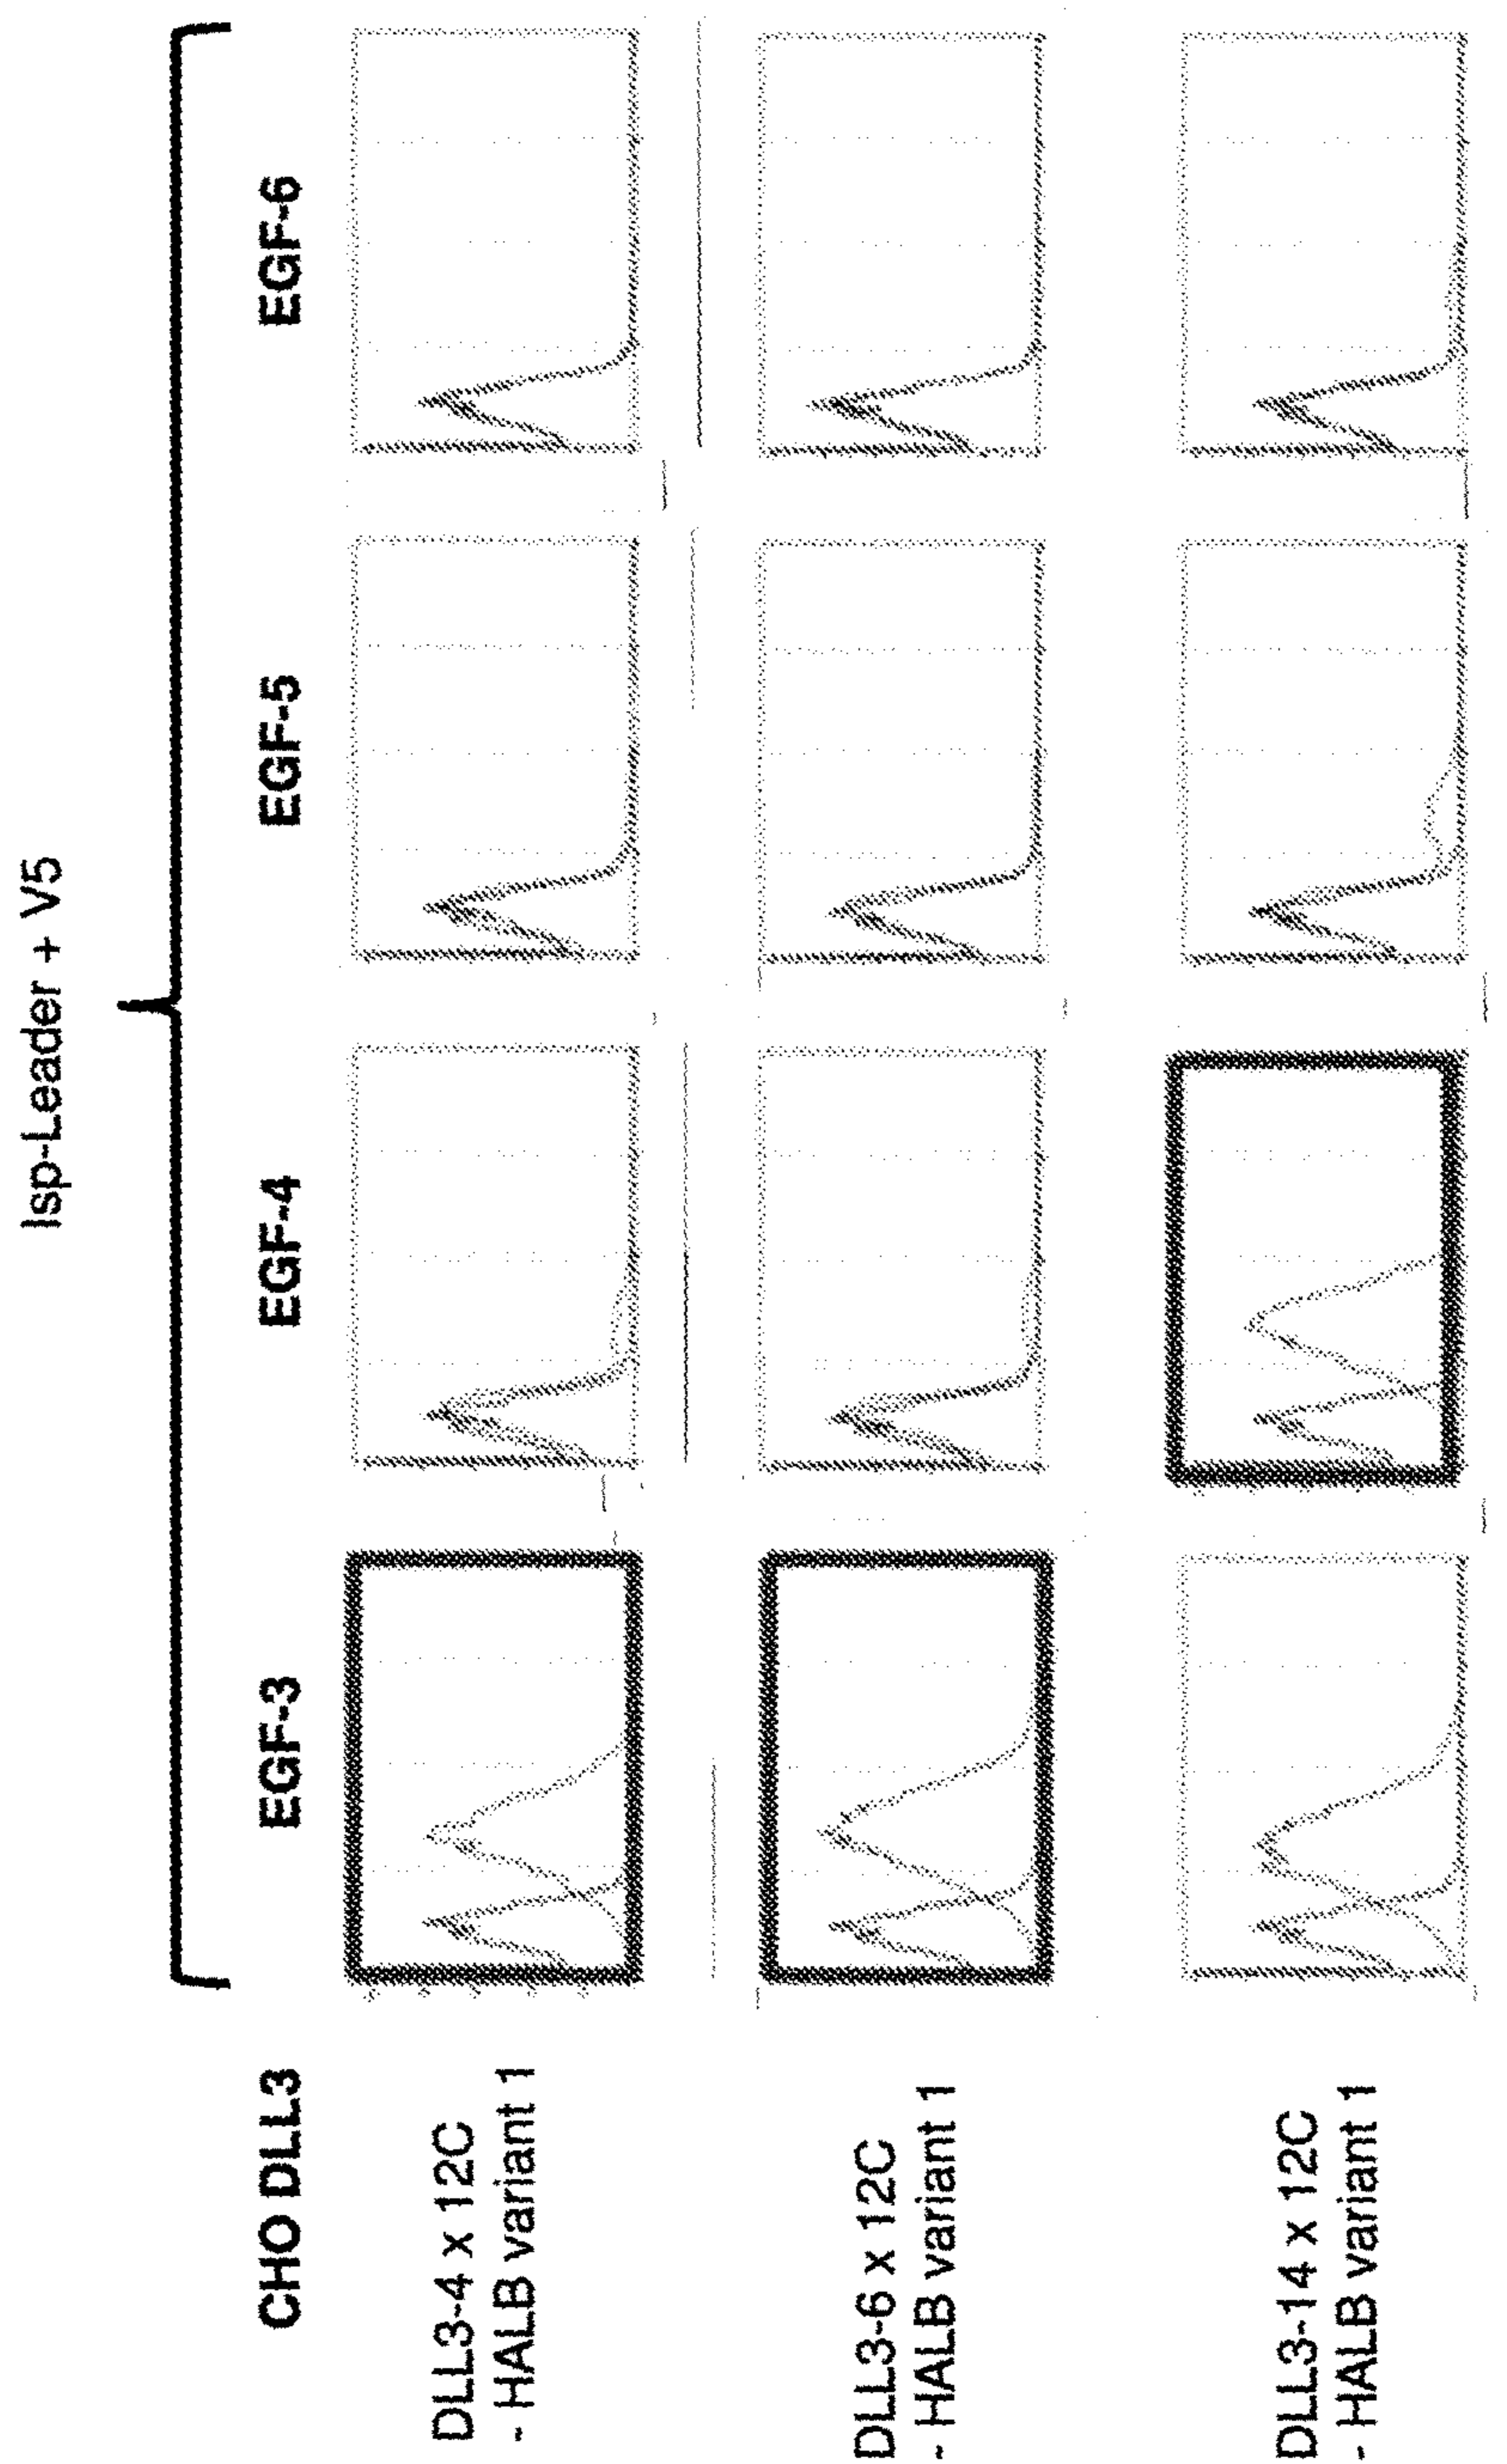 Isp-Leader + V5
CHO DLL3
EGF-3
EGF-4
EGF-5
EGF-6
DLL3-4 x 12C
- HALB variant 1
DLL3-6 x 12C
- HALB variant 1
DLL3-14 x 12C
- HALB variant 1